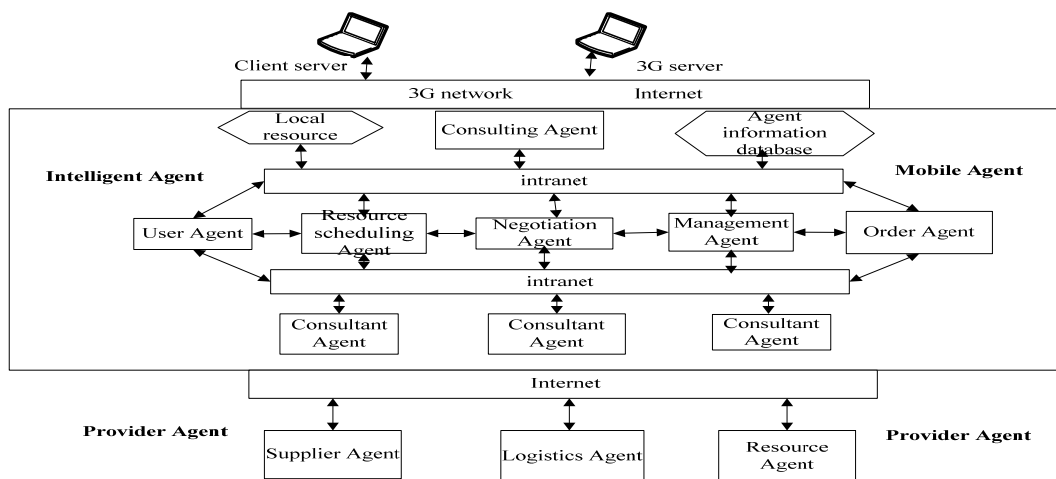 Client server
3G server
3G network Internet
Local
resource
Consulting Agent
Agent
information
database
Intelligent Agent
Mobile Agent
intranet
User Agent
Resource
scheduling
Agent
Negotiation
Agent
Management
Agent
Order Agent
intranet
Consultant
Agent
Consultant
Agent
Consultant
Agent
Internet
Provider Agent
Provider Agent
Supplier Agent
Logistics Agent
Resource
Agent